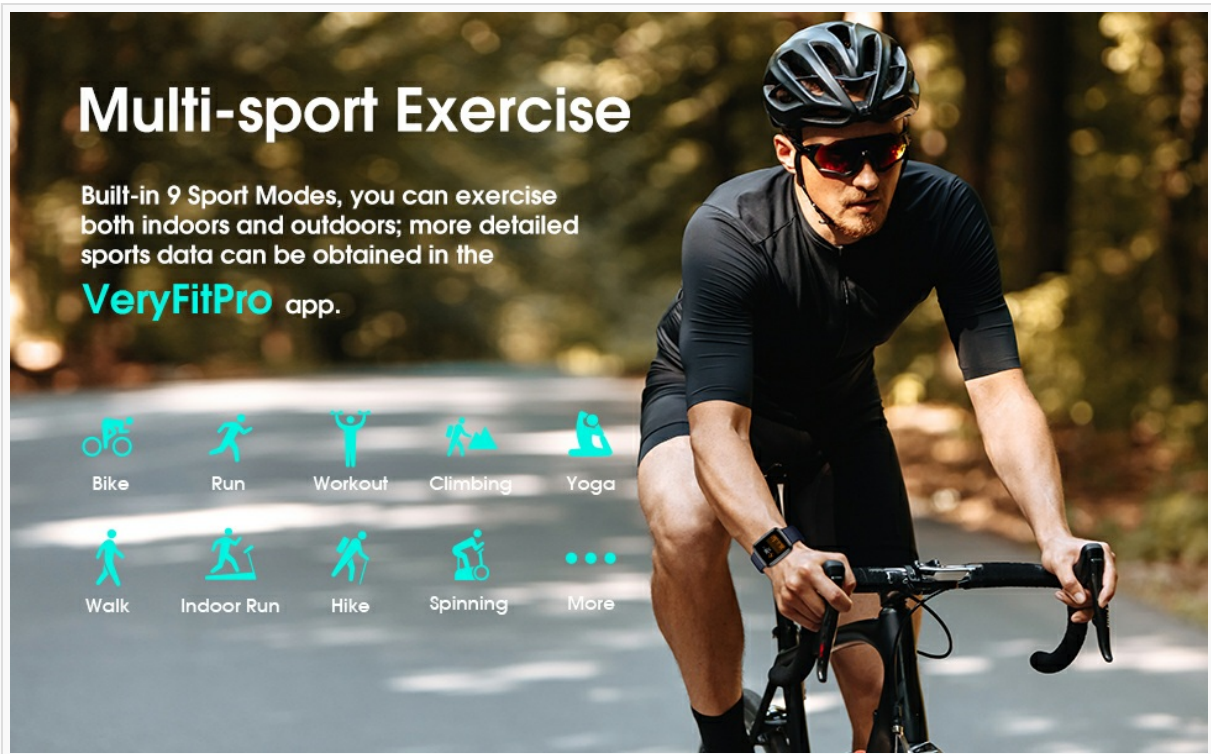 Multi-sport Exercise
Built-in 9 Sport Modes, you can exercise
both indoors and outdoors; more detailed
sports data can be obtained in the
VeryFitPro app.
Bike Run Workout Climbing Yoga
Walk Indoor Run Hike Spinning More